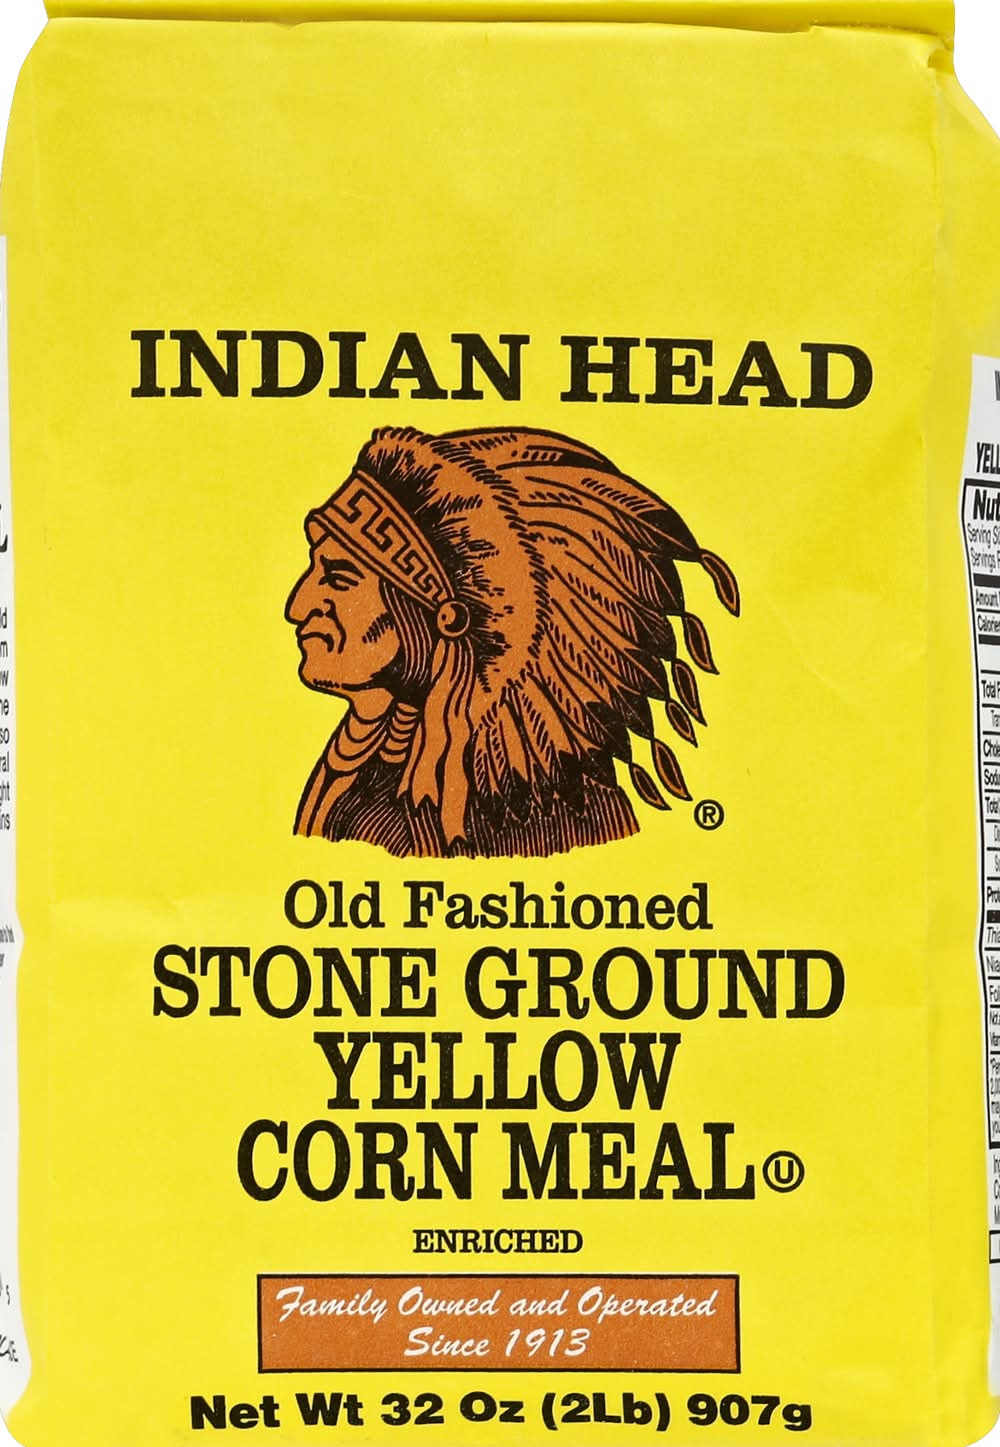 INDIAN HEAD
®
Old Fashioned
STONE GROUND
YELLOW
CORN MEAL Ⓤ
ENRICHED
Family Owned and Operated
Since 1913
Net Wt 32 Oz (2Lb) 907g